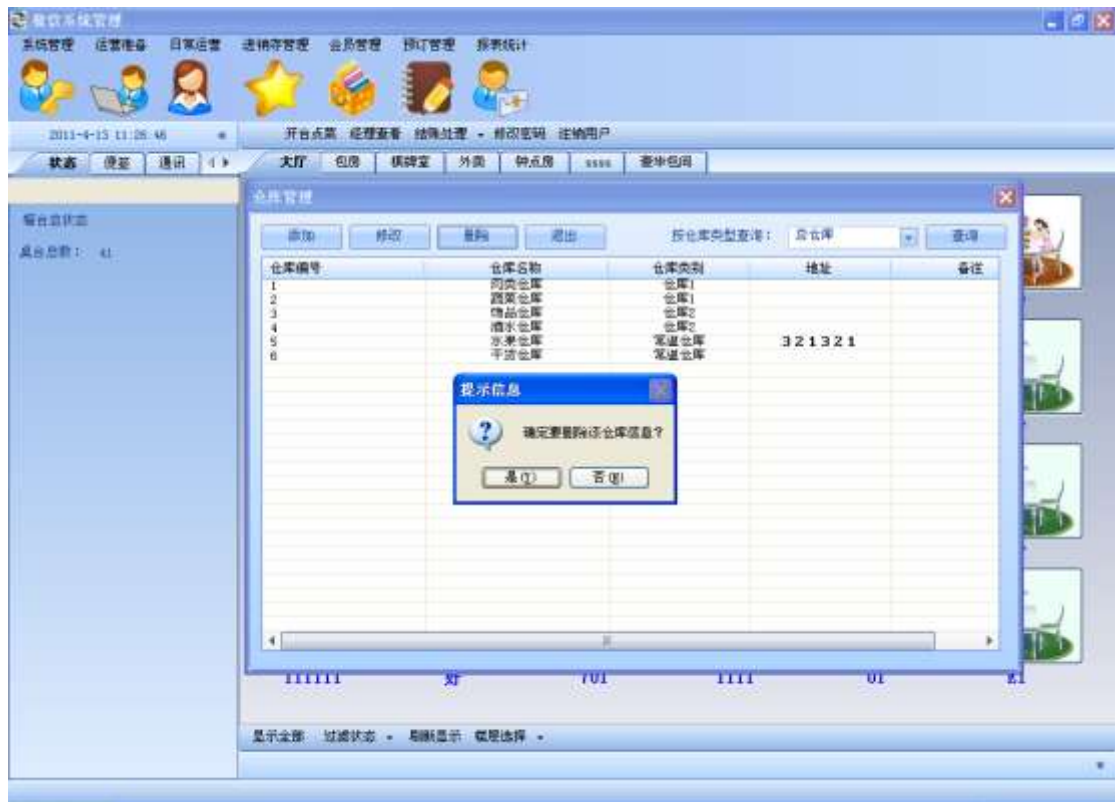 餐饮系统管理
系统管理 运营准备 日常运营 进销存管理 会员管理 预订管理 报表统计
2011-4-15 11:26:46 开台点菜 经理查看 结账处理 修改密码 注销用户
状态 便签 通讯 大厅 包房 棋牌室 外卖 钟点房 ssss 豪华包间
仓库管理
餐台总状态
添加 修改 删除 退出 按仓库类型查询: 总仓库 查询
桌台总数: 41
仓库编号 仓库名称 仓库类别 地址 备注
1 肉类仓库 仓库1
2 蔬菜仓库 仓库1
3 饰品仓库 仓库2
4 酒水仓库 仓库2
5 水果仓库 常温仓库 321321
6 干货仓库 常温仓库
提示信息
确定要删除该仓库信息?
是(Y) 否(N)
111111 好 701 1111 01
显示全部 过滤状态 刷新显示 楼层选择